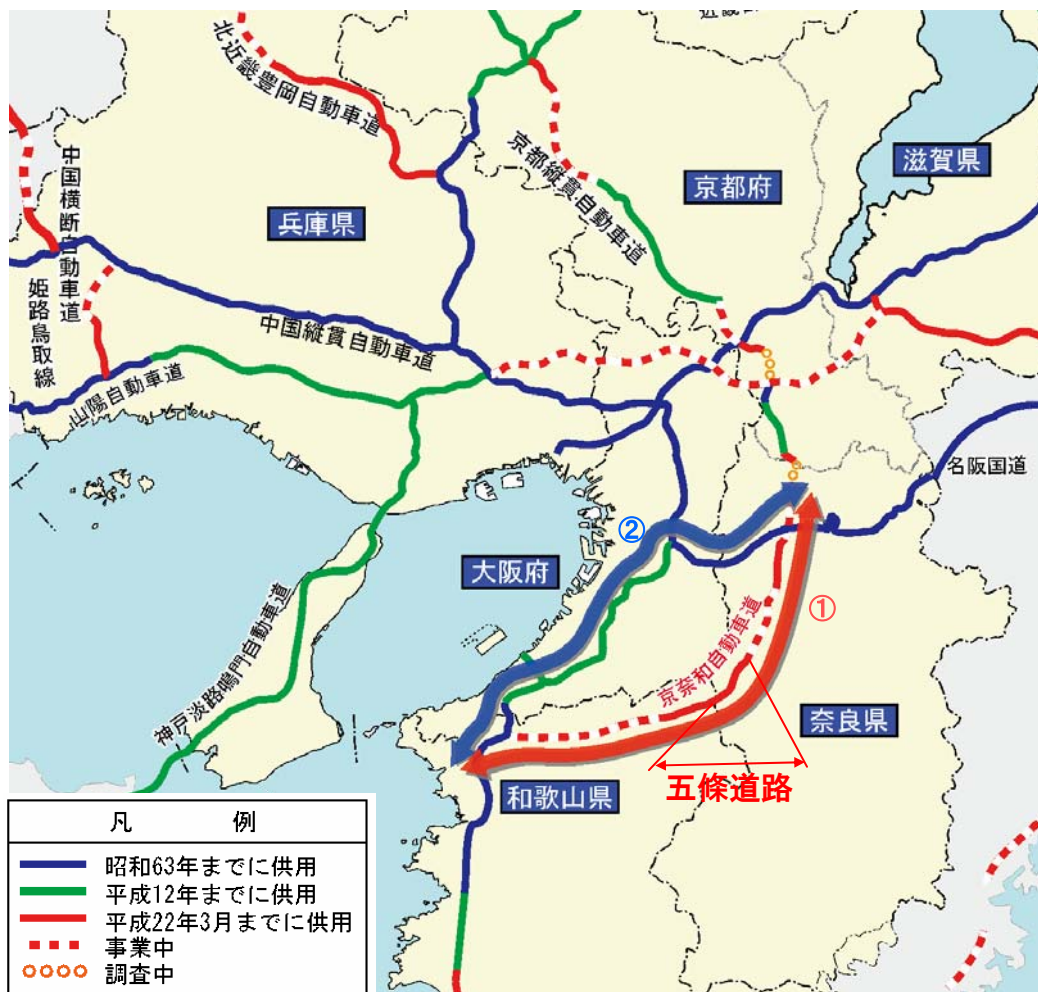 近畿
北近畿豊岡自動車道
京都縦貫自動車道
滋賀県
京都府
兵庫県
中国横断自動車道
姫路鳥取線
中国縦貫自動車道
山陽自動車道
名阪国道
②
大阪府
①
京奈和自動車道
神戸淡路鳴門自動車道
奈良県
五條道路
和歌山県
凡 例
昭和63年までに供用
平成12年までに供用
平成22年3月までに供用
事業中
調査中